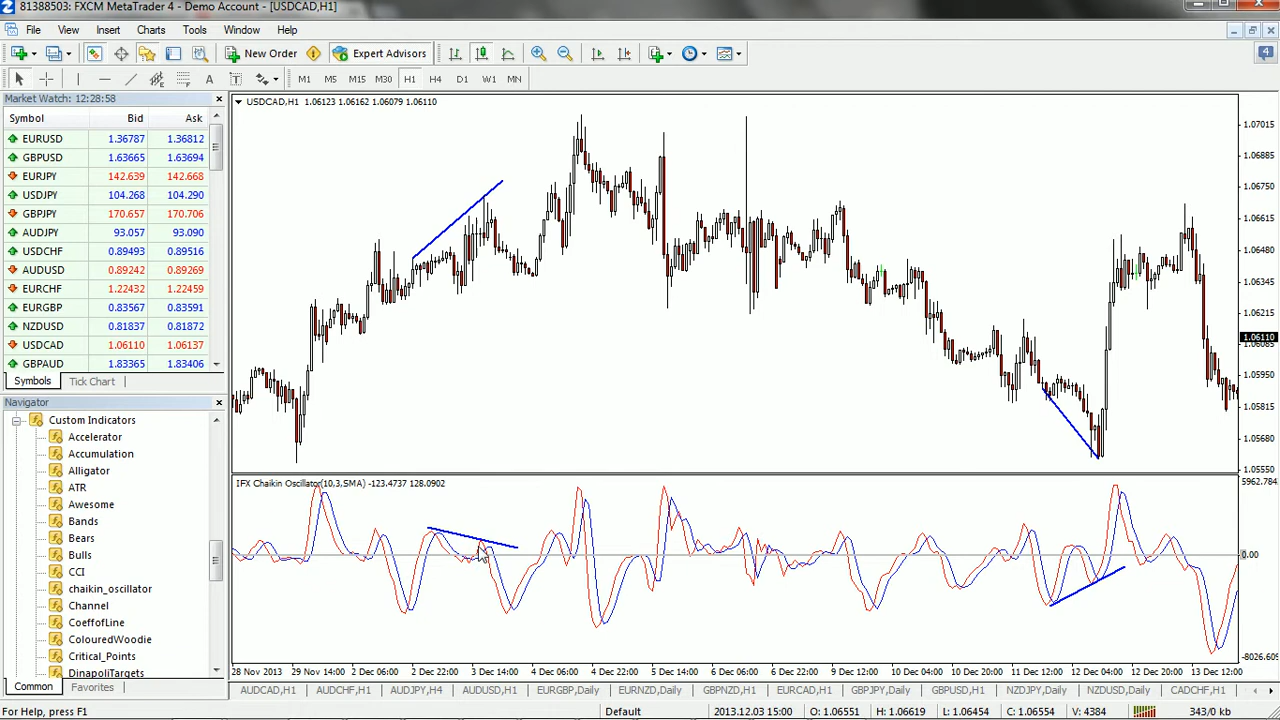 81388503: FXCM MetaTrader 4 - Demo Account - [USDCAD,H1]
File View Insert Charts Tools Window Help
New Order Expert Advisors 4
A T M1 M5 M15 M30 H1 H4 D1 W1 MN
Market Watch: 12:28:58
Symbol Bid Ask
EURUSD 1.36787 1.36812
GBPUSD 1.63665 1.63694
EURJPY 142.639 142.668
USDJPY 104.268 104.290
GBPJPY 170.657 170.706
AUDJPY 93.057 93.090
USDCHF 0.89493 0.89516
AUDUSD 0.89242 0.89269
EURCHF 1.22432 1.22459
EURGBP 0.83567 0.83591
NZDUSD 0.81837 0.81872
USDCAD 1.06110 1.06137
GBPAUD 1.83365 1.83406
Symbols Tick Chart
Navigator
Custom Indicators
Accelerator
Accumulation
Alligator
ATR
Awesome
Bands
Bears
Bulls
CCI
chaikin_oscillator
Channel
CoeffofLine
ColouredWoodie
Critical_Points
DinapoliTargets
Common Favorites
USDCAD,H1 1.06123 1.06162 1.06079 1.06110
1.07015
1.06885
1.06750
1.06615
1.06480
1.06345
1.06215
1.06110
1.06085
1.05950
1.05815
1.05680
1.05550
IFX Chaikin Oscillator(10,3,SMA) -123.4737 128.0902
5962.784
0.00
-8026.609
28 Nov 2013 29 Nov 14:00 2 Dec 06:00 2 Dec 22:00 3 Dec 14:00 4 Dec 06:00 4 Dec 22:00 5 Dec 14:00 6 Dec 06:00 6 Dec 22:00 9 Dec 12:00 10 Dec 04:00 10 Dec 20:00 11 Dec 12:00 12 Dec 04:00 12 Dec 20:00 13 Dec 12:00
AUDCAD,H1 AUDCHF,H1 AUDJPY,H4 AUDUSD,H1 EURGBP,Daily EURNZD,Daily GBPNZD,H1 EURCAD,H1 GBPJPY,Daily GBPUSD,H1 NZDJPY,Daily NZDUSD,Daily CADCHF,H1
For Help, press F1 Default 2013.12.03 15:00 O: 1.06551 H: 1.06619 L: 1.06454 C: 1.06554 V: 4384 343/0 kb